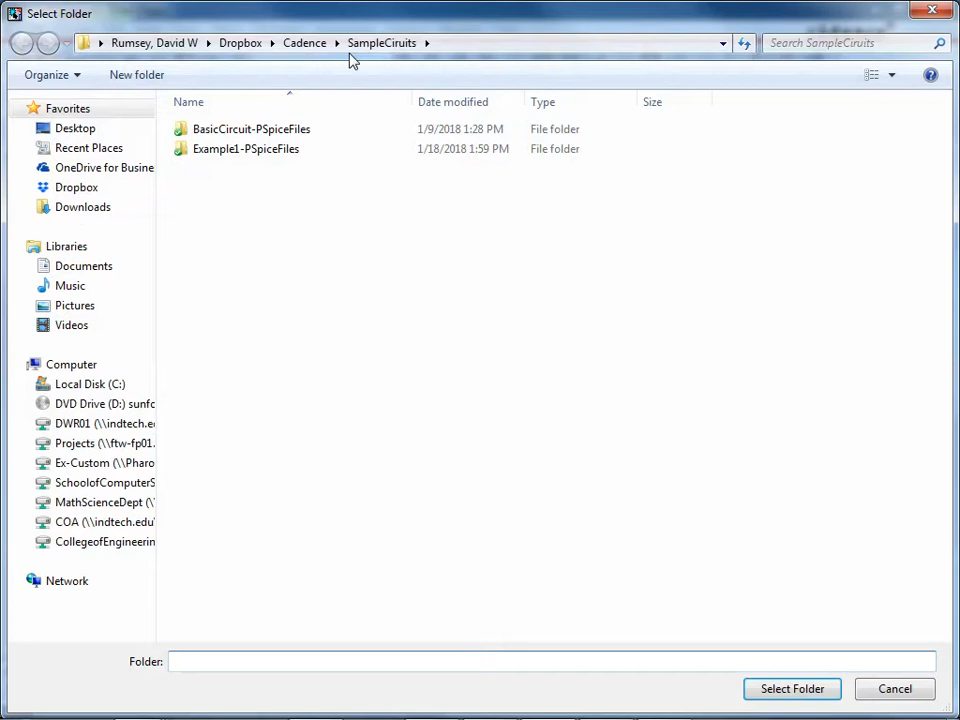 Select Folder
Rumsey, David W Dropbox Cadence SampleCiruits
Search SampleCiruits
Organize New folder
Name Date modified Type Size
BasicCircuit-PSpiceFiles 1/9/2018 1:28 PM File folder
Example1-PSpiceFiles 1/18/2018 1:59 PM File folder
Favorites
Desktop
Recent Places
OneDrive for Busine
Dropbox
Downloads
Libraries
Documents
Music
Pictures
Videos
Computer
Local Disk (C:)
DVD Drive (D:) sunfc
DWR01 (\\indtech.e
Projects (\\ftw-fp01.
Ex-Custom (\\Pharo
SchoolofComputerS
MathScienceDept (\
COA (\\indtech.edu
CollegeofEngineerin
Network
Folder:
Select Folder Cancel